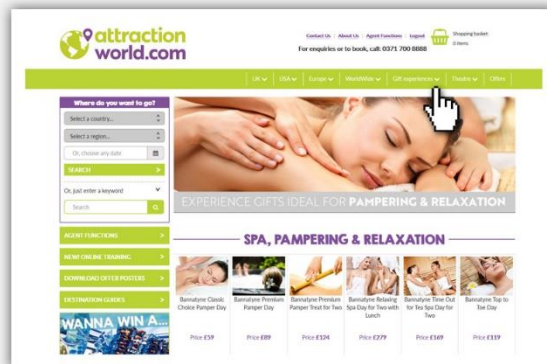 attraction
world.com
Contact Us | About Us | Agent Functions | Logout
Shopping basket
0 items
For enquiries or to book, call: 0371 700 8888
UK | USA | Europe | WorldWide | Gift experiences | Theatre | Offers
Where do you want to go?
Select a country...
Select a region...
Or, choose any date
SEARCH >
Or, just enter a keyword
Search
AGENT FUNCTIONS >
NEW! ONLINE TRAINING >
DOWNLOAD OFFER POSTERS >
DESTINATION GUIDES >
WANNA WIN A...
EXPERIENCE GIFTS IDEAL FOR PAMPERING & RELAXATION
SPA, PAMPERING & RELAXATION
Bannatyne Classic
Choice Pamper Day
Price £59
Bannatyne Premium
Pamper Day
Price £89
Bannatyne Premium
Pamper Treat for Two
Price £124
Bannatyne Relaxing
Spa Day for Two with
Lunch
Price £279
Bannatyne Time Out
for Tea Spa Day for
Two
Price £169
Bannatyne Top to
Toe Day
Price £119